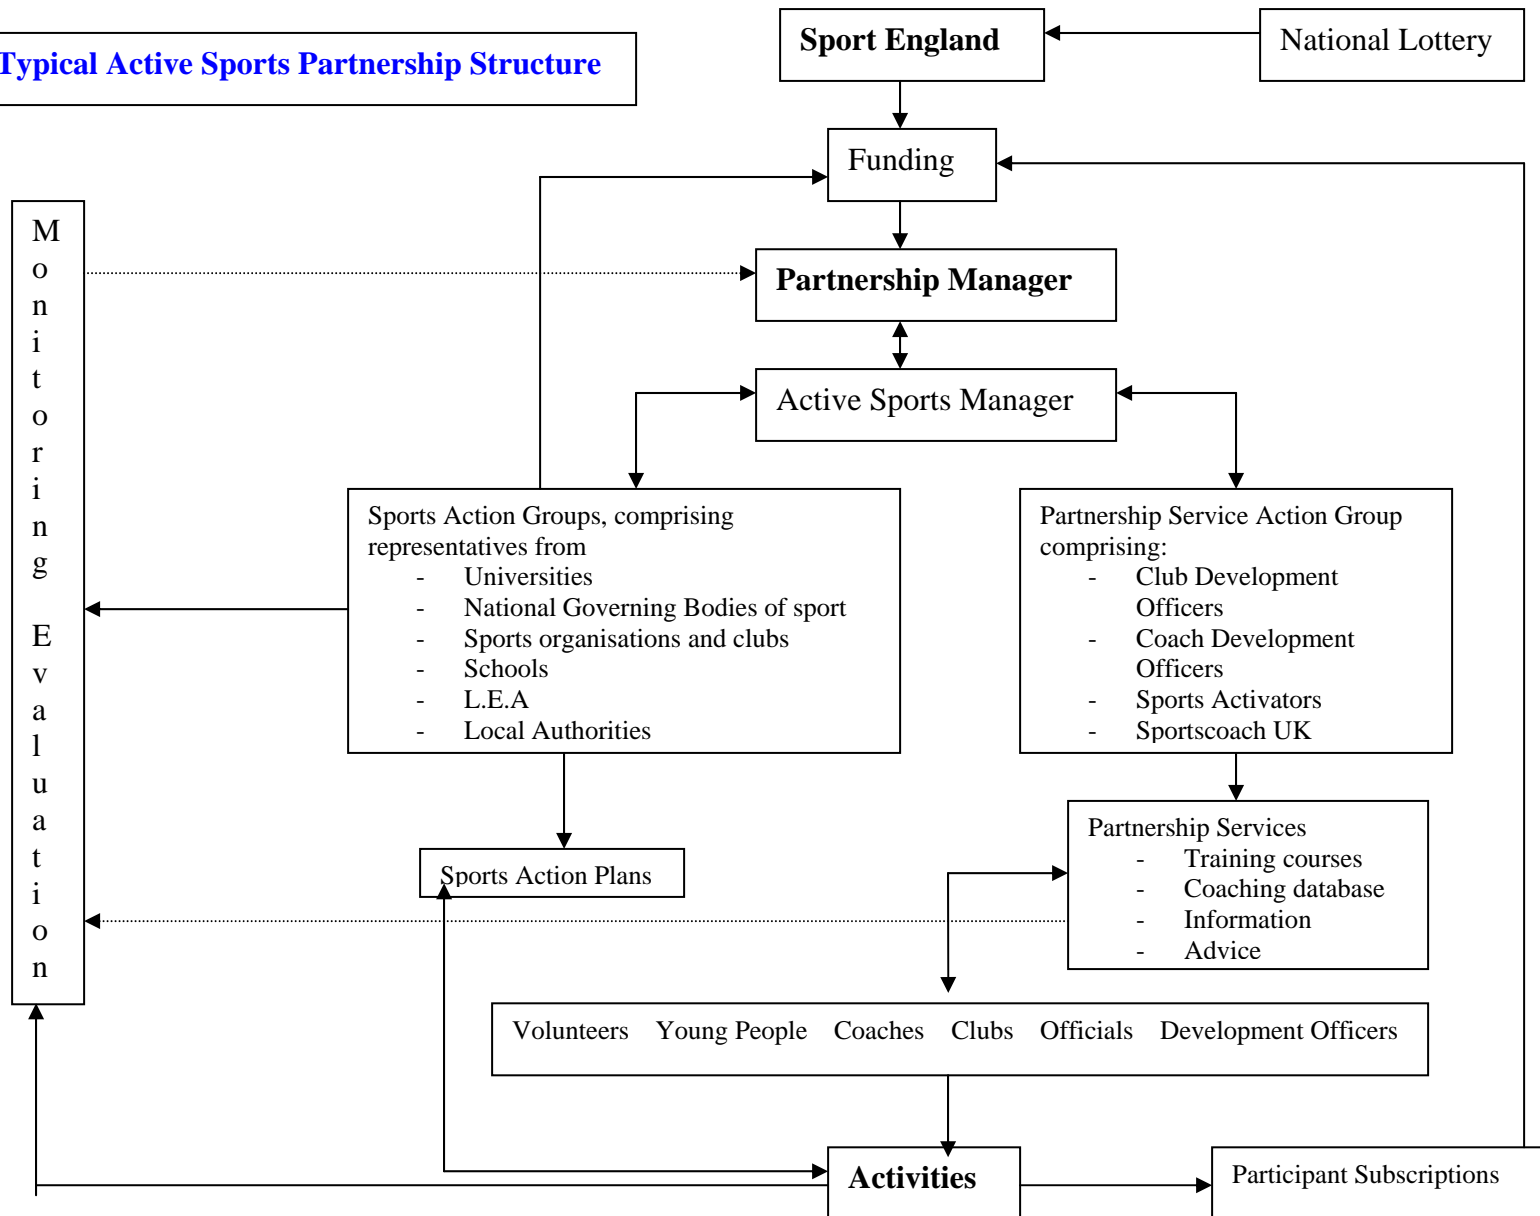 Typical Active Sports Partnership Structure
Sport England
National Lottery
Funding
Partnership Manager
Active Sports Manager
Monitoring Evaluation
Sports Action Groups, comprising
representatives from
- Universities
- National Governing Bodies of sport
- Sports organisations and clubs
- Schools
- L.E.A
- Local Authorities
Partnership Service Action Group
comprising:
- Club Development
Officers
- Coach Development
Officers
- Sports Activators
- Sportscoach UK
Sports Action Plans
Partnership Services
- Training courses
- Coaching database
- Information
- Advice
Volunteers Young People Coaches Clubs Officials Development Officers
Activities
Participant Subscriptions